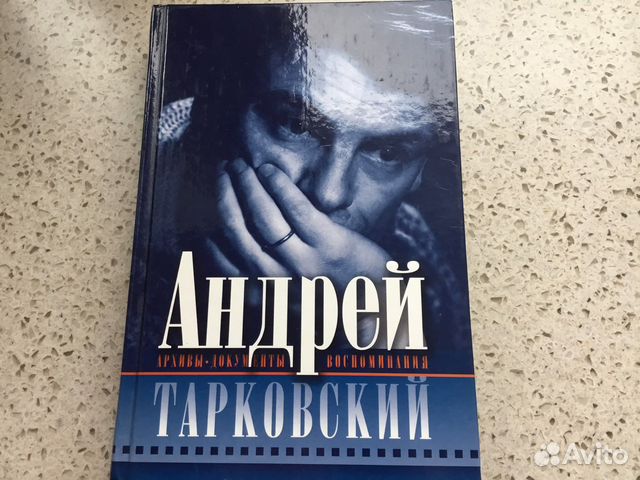 Андрей
АРХИВЫ • ДОКУМЕНТЫ ВОСПОМИНАНИЯ
ТАРКОВСКИЙ
Avito